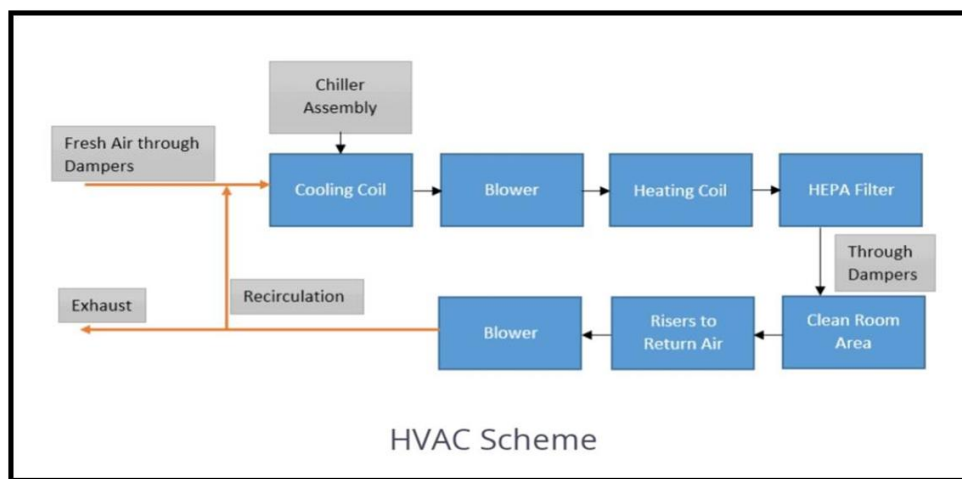 Chiller
Assembly
Fresh Air through
Dampers
Cooling Coil
Blower
Heating Coil
HEPA Filter
Through
Dampers
Recirculation
Exhaust
Blower
Risers to
Return Air
Clean Room
Area
HVAC Scheme